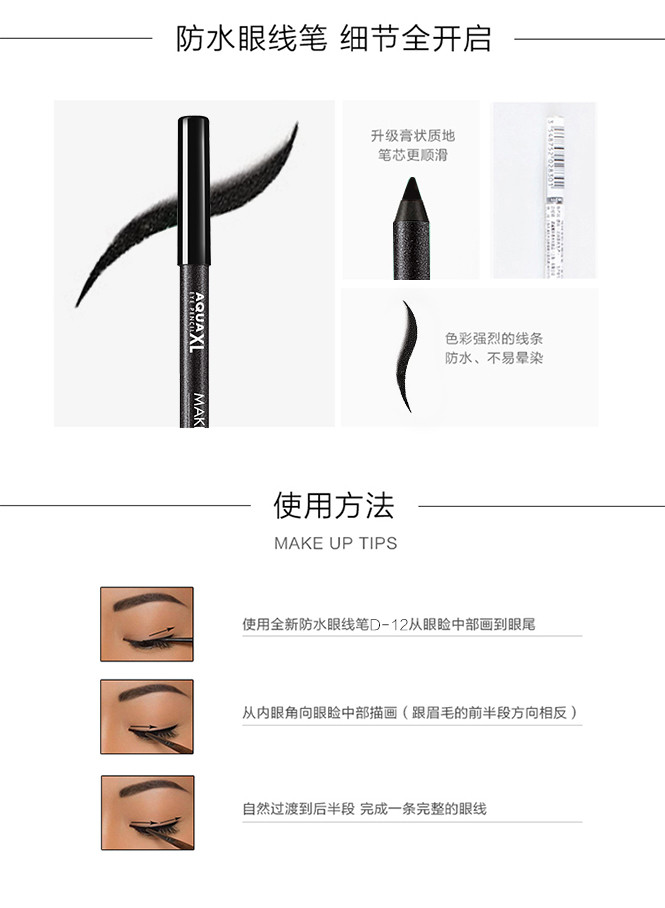 防水眼线笔 细节全开启
AQUA XL
EYE PENCIL
升级膏状质地
笔芯更顺滑
色彩强烈的线条
防水、不易晕染
使用方法
MAKE UP TIPS
使用全新防水眼线笔D-12从眼睑中部画到眼尾
从内眼角向眼睑中部描画（跟眉毛的前半段方向相反）
自然过渡到后半段 完成一条完整的眼线